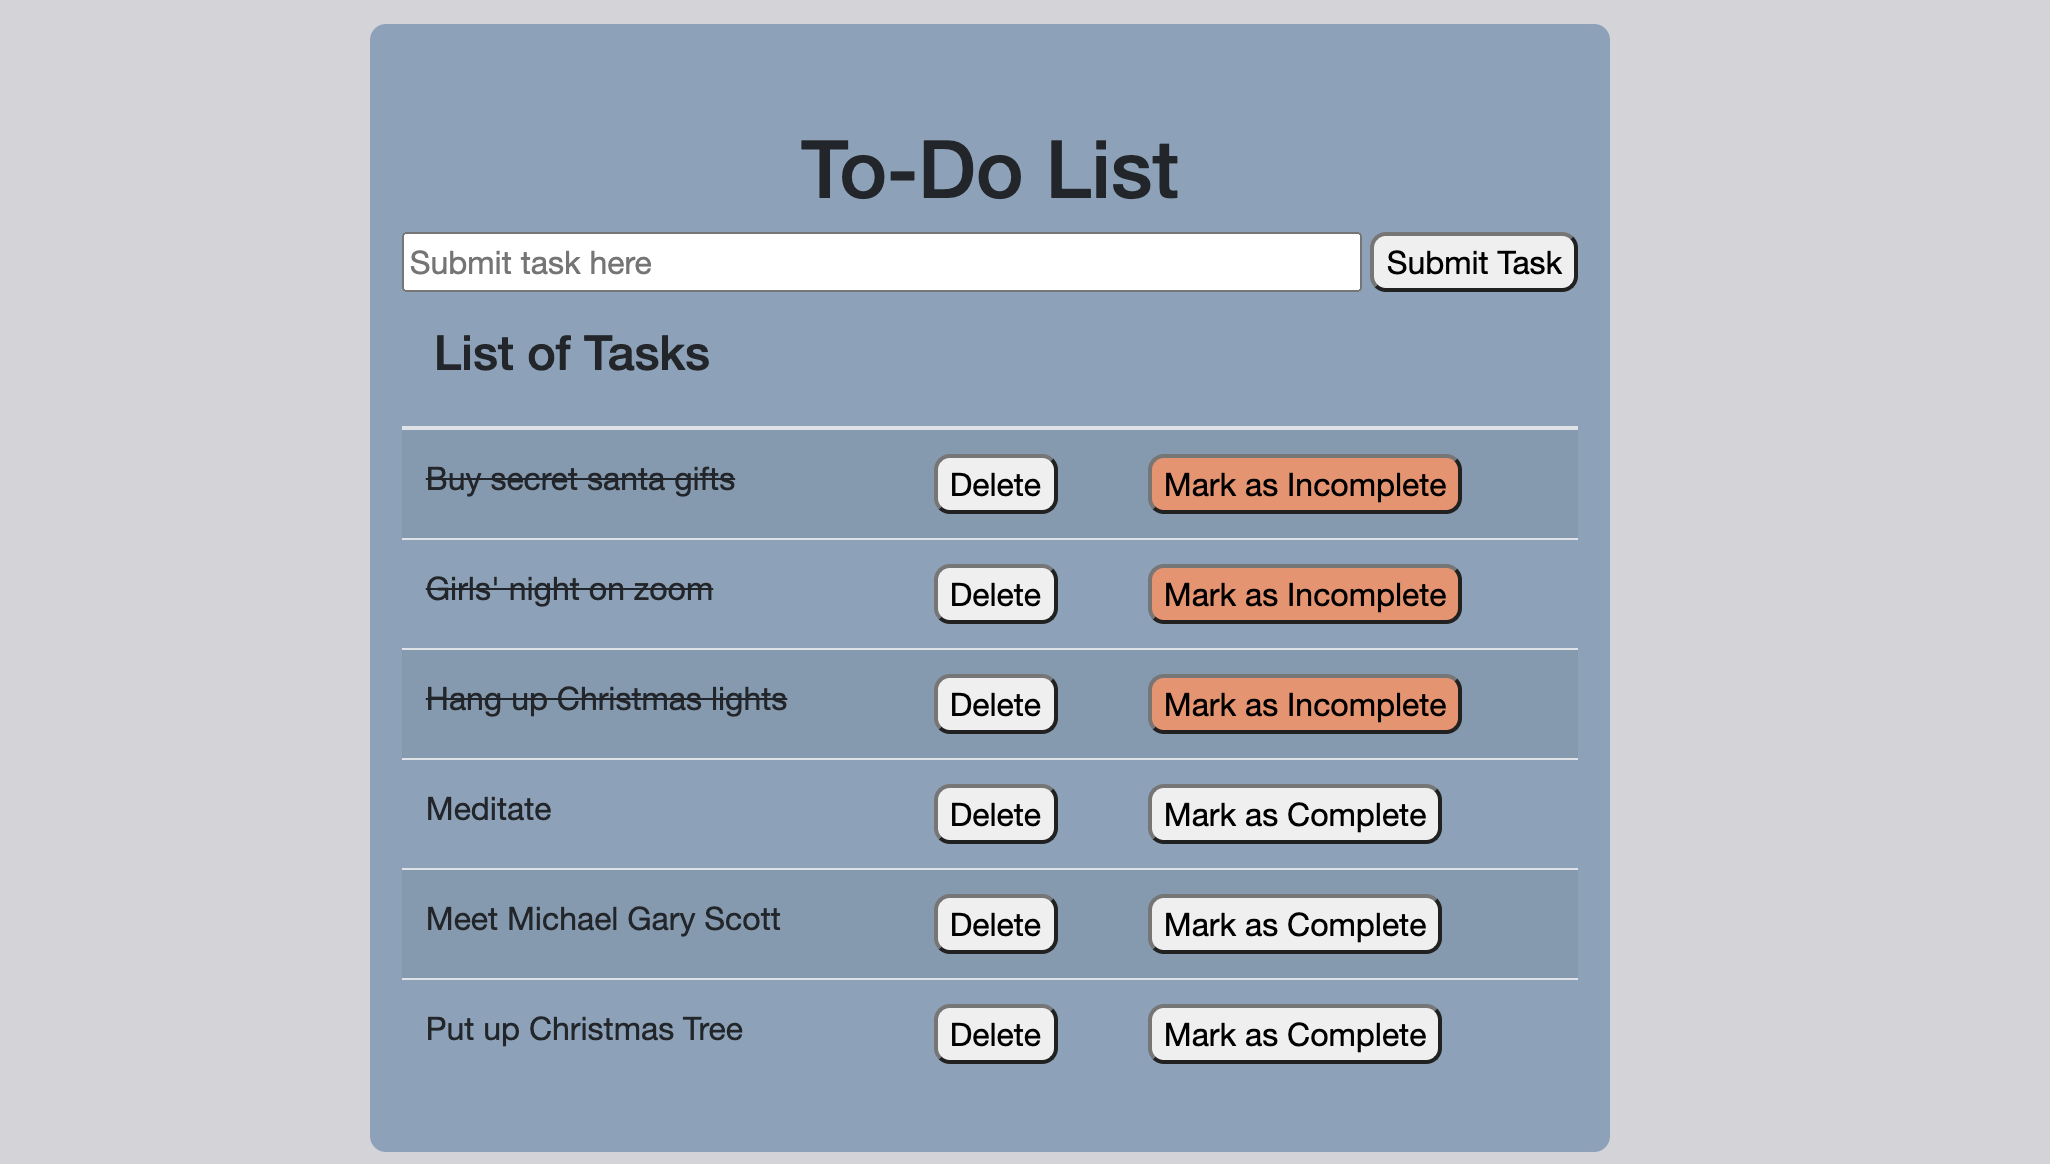 To-Do List
Submit task here Submit Task
List of Tasks
Buy secret santa gifts Delete Mark as Incomplete
Girls' night on zoom Delete Mark as Incomplete
Hang up Christmas lights Delete Mark as Incomplete
Meditate Delete Mark as Complete
Meet Michael Gary Scott Delete Mark as Complete
Put up Christmas Tree Delete Mark as Complete